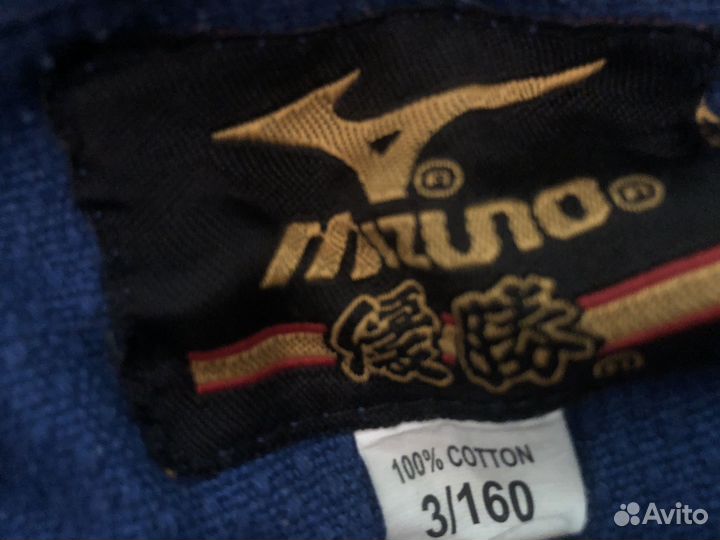 ®
MIZUNO®
優勝®
100% COTTON
3/160
Avito